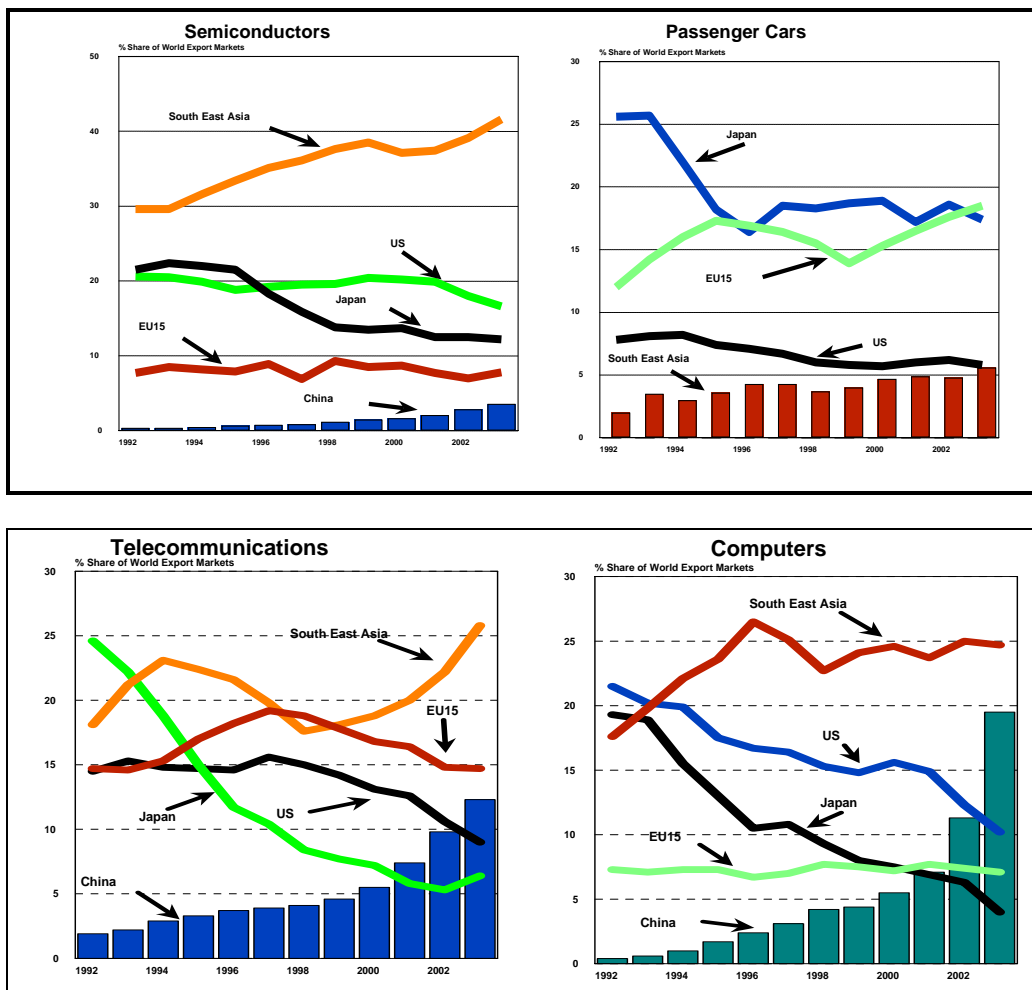 Semiconductors
% Share of World Export Markets
50
40
30
20
10
0
South East Asia
US
Japan
EU15
China
1992 1994 1996 1998 2000 2002
Passenger Cars
% Share of World Export Markets
30
25
20
15
10
5
0
Japan
EU15
US
South East Asia
1992 1994 1996 1998 2000 2002
Telecommunications
% Share of World Export Markets
30
25
20
15
10
5
0
South East Asia
EU15
Japan
US
China
1992 1994 1996 1998 2000 2002
Computers
% Share of World Export Markets
30
25
20
15
10
5
0
South East Asia
US
Japan
EU15
China
1992 1994 1996 1998 2000 2002